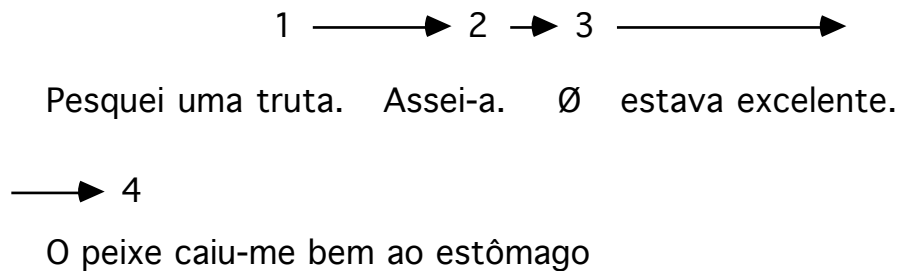 1 2 3
Pesquei uma truta. Assei-a. Ø estava excelente.
4
O peixe caiu-me bem ao estômago